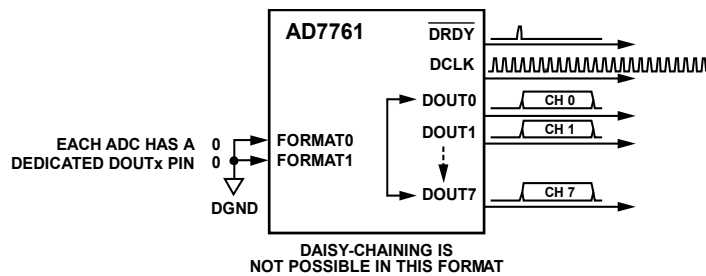 AD7761
DRDY
DCLK
DOUT0
CH 0
DOUT1
CH 1
EACH ADC HAS A 0
DEDICATED DOUTx PIN 0
FORMAT0
FORMAT1
DGND
DOUT7
CH 7
DAISY-CHAINING IS
NOT POSSIBLE IN THIS FORMAT